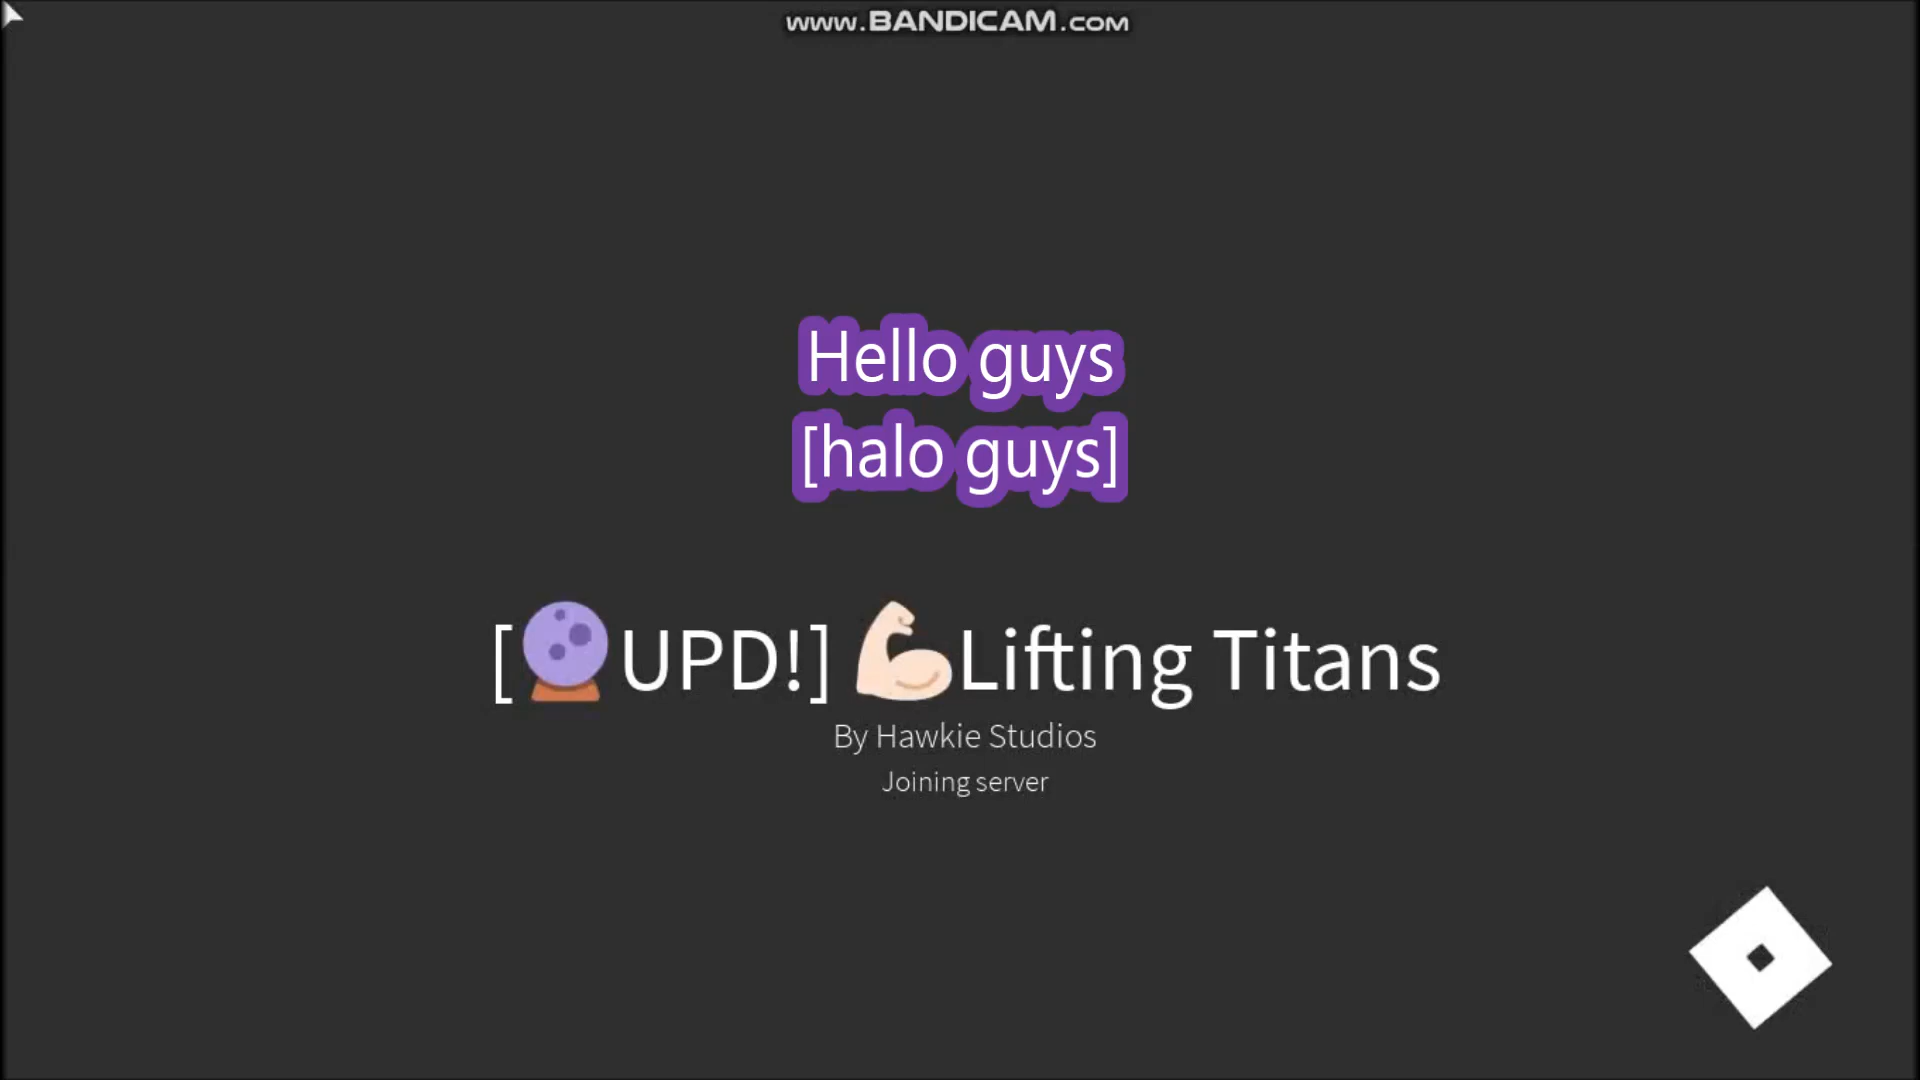 www.BANDICAM.com
Hello guys
[halo guys]
[🔮UPD!] 💪🏻Lifting Titans
By Hawkie Studios
Joining server